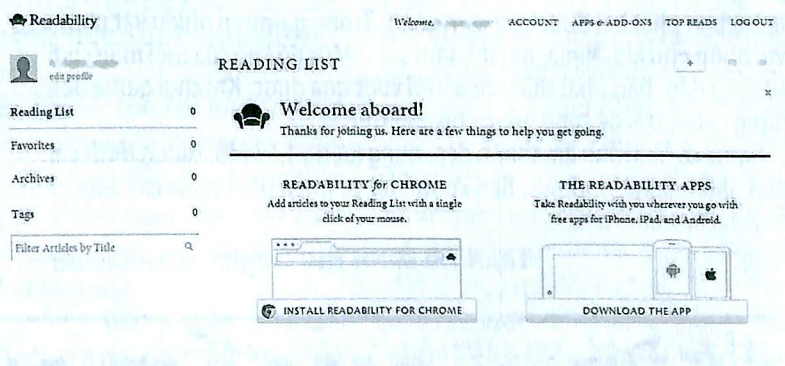 Readability
Welcome,
ACCOUNT
APPS & ADD-ONS
TOP READS
LOG OUT
edit profile
READING LIST
+
x
Reading List 0
Favorites 0
Archives 0
Tags 0
Filter Articles by Title
Welcome aboard!
Thanks for joining us. Here are a few things to help you get going.
READABILITY for CHROME
Add articles to your Reading List with a single
click of your mouse.
INSTALL READABILITY FOR CHROME
THE READABILITY APPS
Take Readability with you wherever you go with
free apps for iPhone, iPad, and Android.
DOWNLOAD THE APP